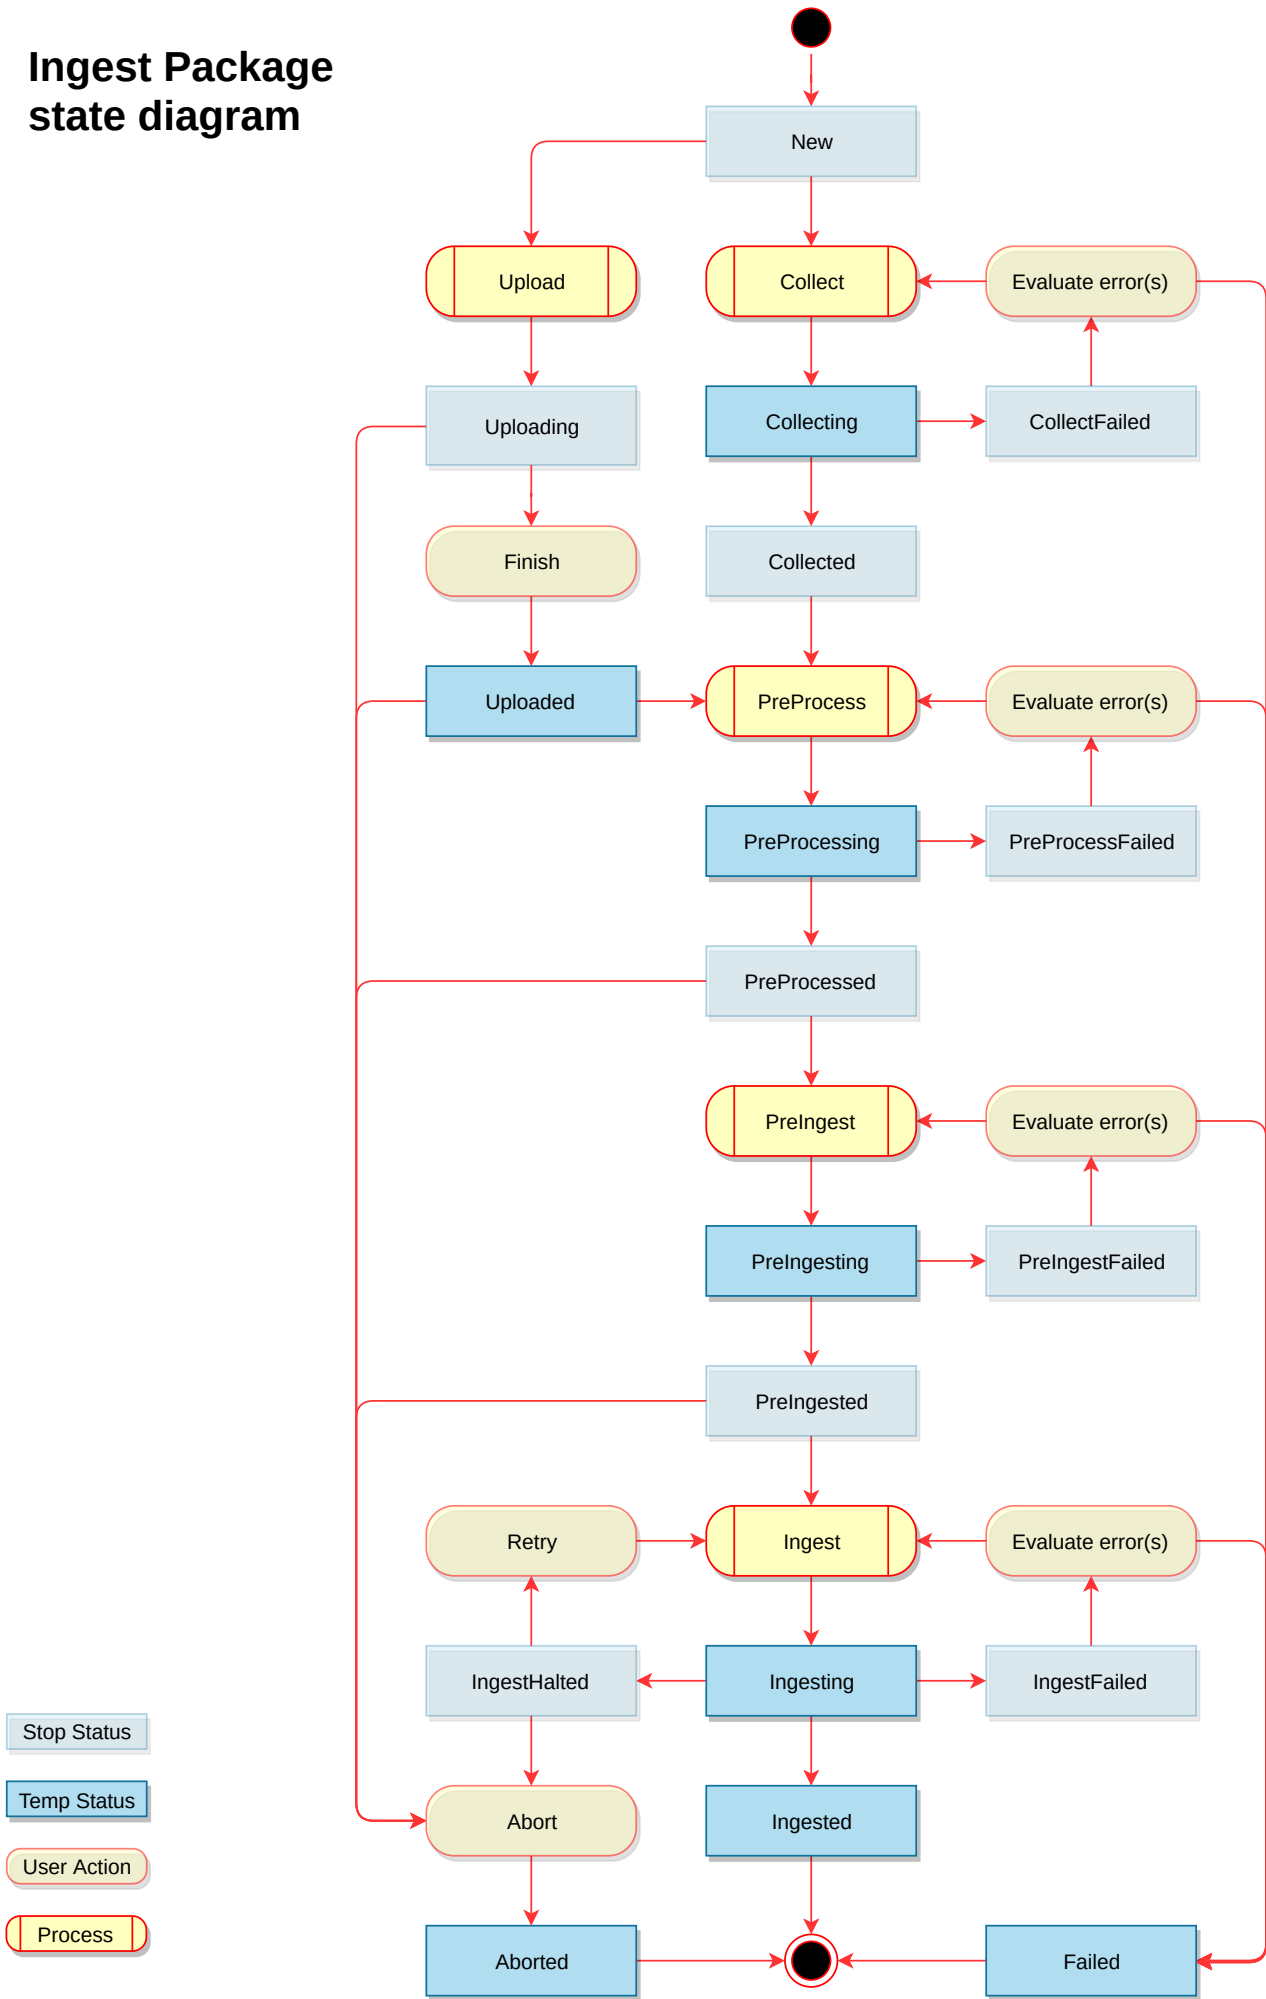 Ingest Package
state diagram
New
Upload
Collect
Evaluate error(s)
Uploading
Collecting
CollectFailed
Finish
Collected
Uploaded
PreProcess
Evaluate error(s)
PreProcessing
PreProcessFailed
PreProcessed
PreIngest
Evaluate error(s)
PreIngesting
PreIngestFailed
PreIngested
Retry
Ingest
Evaluate error(s)
IngestHalted
Ingesting
IngestFailed
Abort
Ingested
Aborted
Failed
Stop Status
Temp Status
User Action
Process